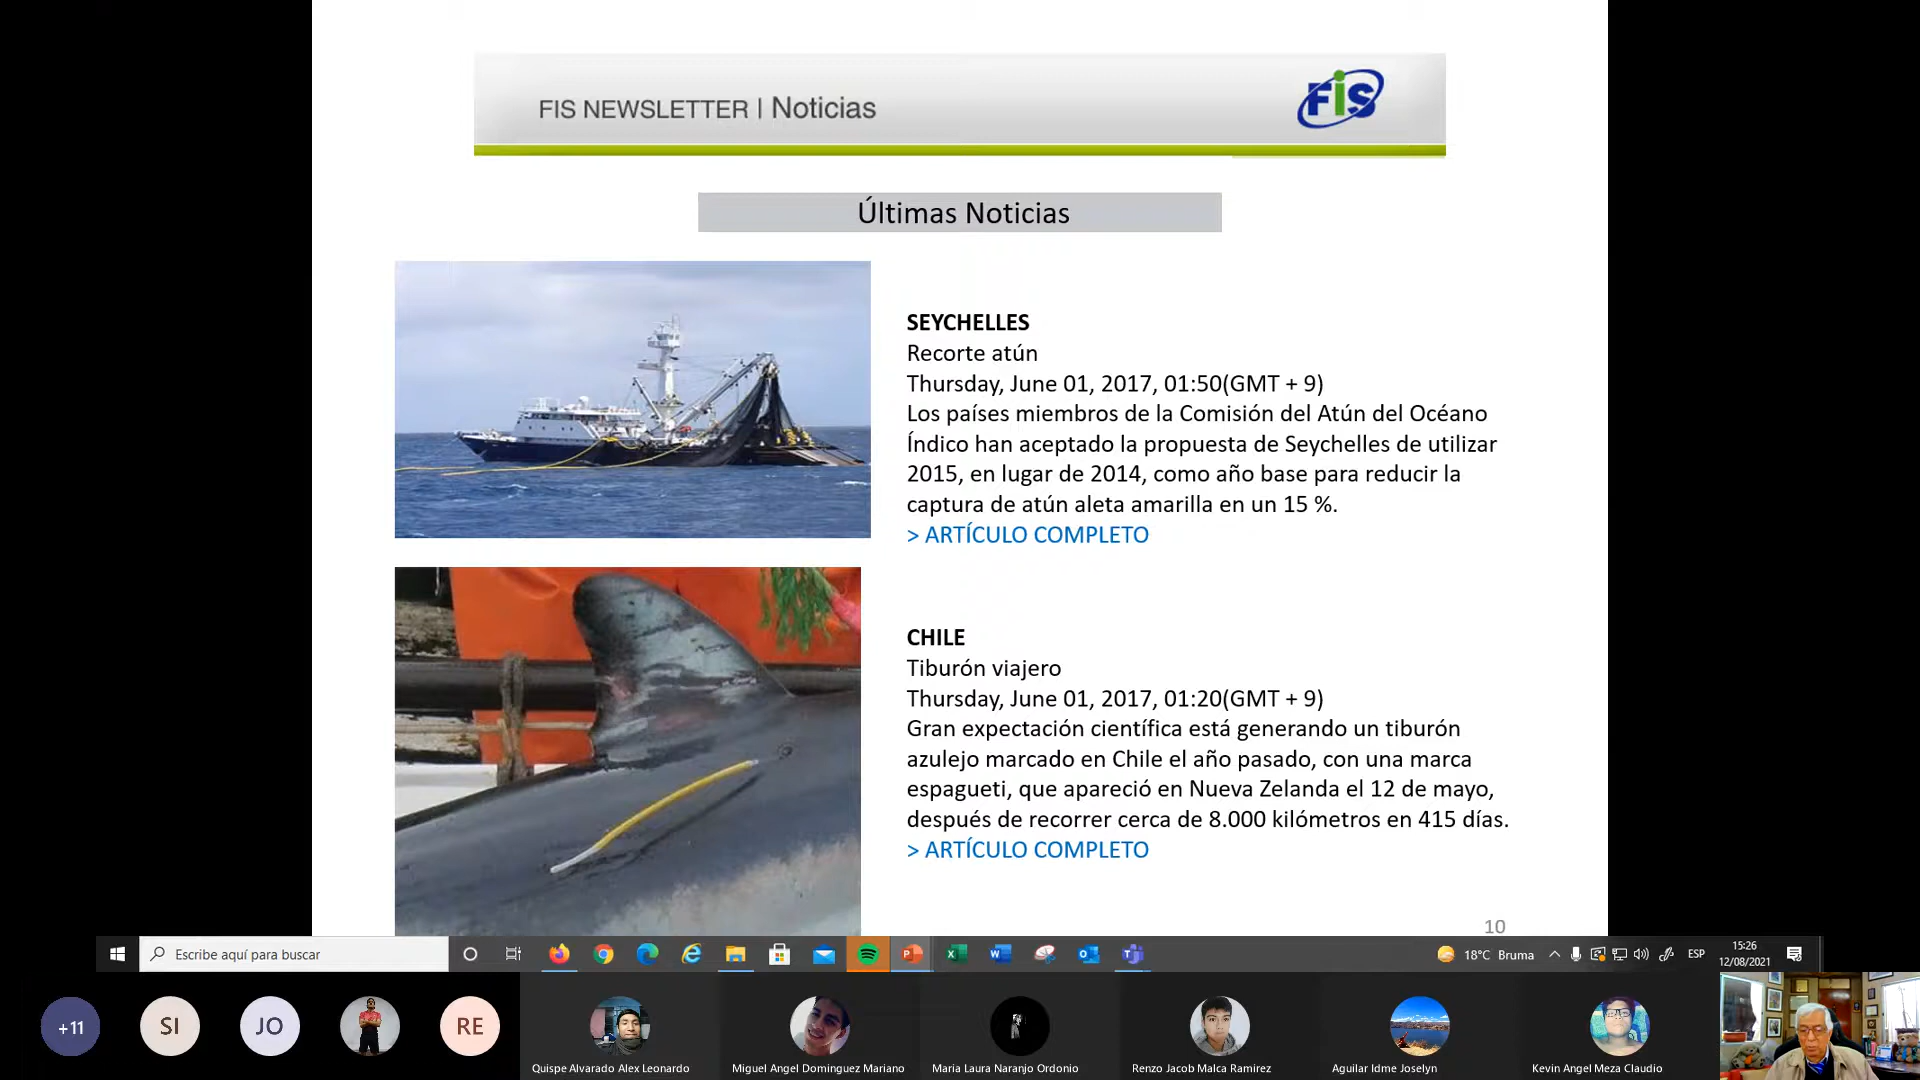 FIS NEWSLETTER | Noticias
FiS
Últimas Noticias
SEYCHELLES
Recorte atún
Thursday, June 01, 2017, 01:50(GMT + 9)
Los países miembros de la Comisión del Atún del Océano
Índico han aceptado la propuesta de Seychelles de utilizar
2015, en lugar de 2014, como año base para reducir la
captura de atún aleta amarilla en un 15 %.
> ARTÍCULO COMPLETO
CHILE
Tiburón viajero
Thursday, June 01, 2017, 01:20(GMT + 9)
Gran expectación científica está generando un tiburón
azulejo marcado en Chile el año pasado, con una marca
espagueti, que apareció en Nueva Zelanda el 12 de mayo,
después de recorrer cerca de 8.000 kilómetros en 415 días.
> ARTÍCULO COMPLETO
10
Escribe aquí para buscar
18°C Bruma
ESP
15:26
12/08/2021
+11
SI
JO
RE
Quispe Alvarado Alex Leonardo
Miguel Angel Dominguez Mariano
Maria Laura Naranjo Ordonio
Renzo Jacob Malca Ramirez
Aguilar Idme Joselyn
Kevin Angel Meza Claudio